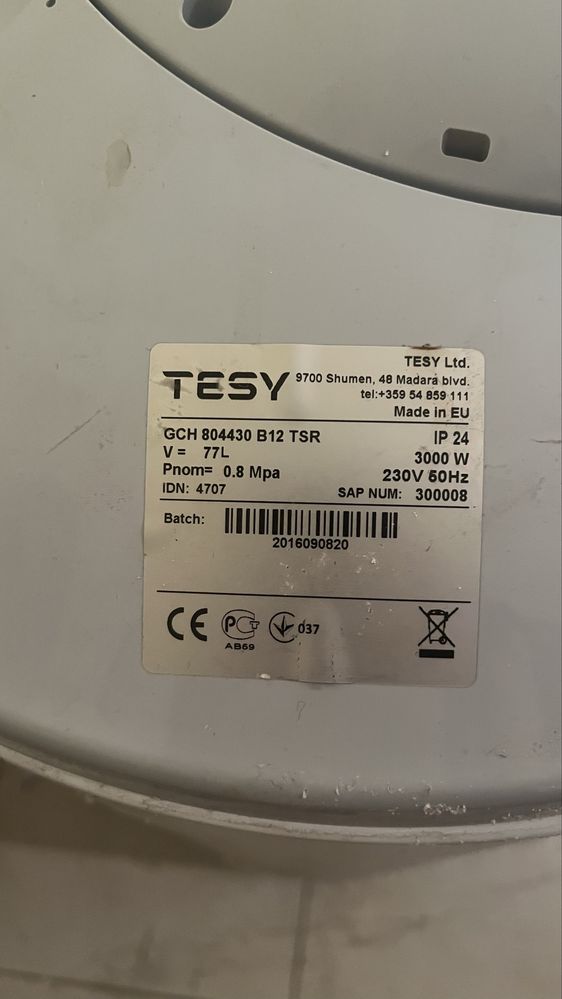 TESY
TESY Ltd.
9700 Shumen, 48 Madara blvd.
tel:+359 54 859 111
Made in EU
GCH 804430 B12 TSR
IP 24
V = 77L
3000 W
Pnom= 0.8 Mpa
230V 50Hz
IDN: 4707
SAP NUM: 300008
Batch:
2016090820
CE
РСТ
АВ59
037